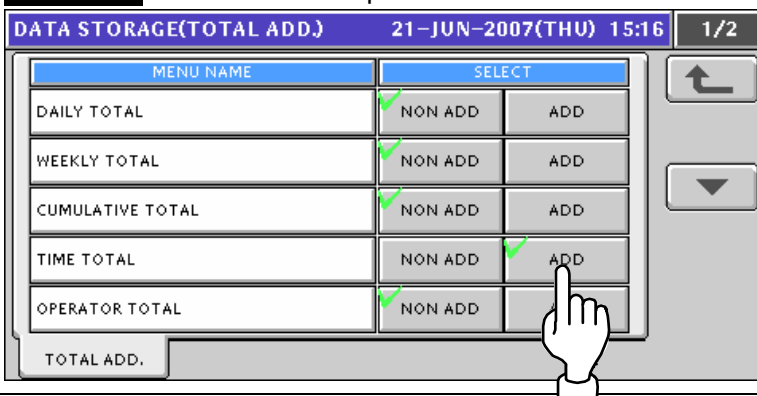 DATA STORAGE(TOTAL ADD.) 21-JUN-2007(THU) 15:16 1/2
MENU NAME SELECT
DAILY TOTAL NON ADD ADD
WEEKLY TOTAL NON ADD ADD
CUMULATIVE TOTAL NON ADD ADD
TIME TOTAL NON ADD ADD
OPERATOR TOTAL NON ADD
TOTAL ADD.